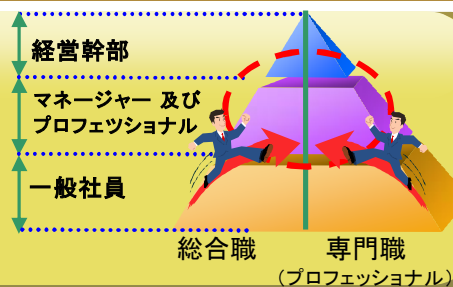 経営幹部
マネージャー 及び
プロフェッショナル
一般社員
総合職
専門職
(プロフェッショナル)